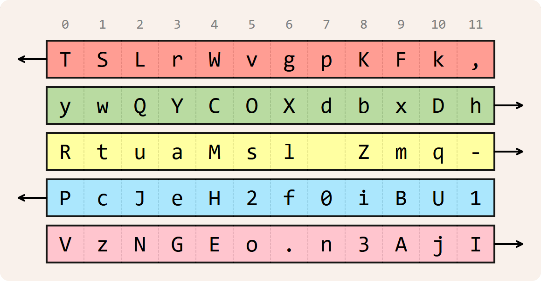 0 1 2 3 4 5 6 7 8 9 10 11
T S L r W v g p K F k ,
y w Q Y C O X d b x D h
R t u a M s l   Z m q -
P c J e H 2 f 0 i B U 1
V z N G E o . n 3 A j I